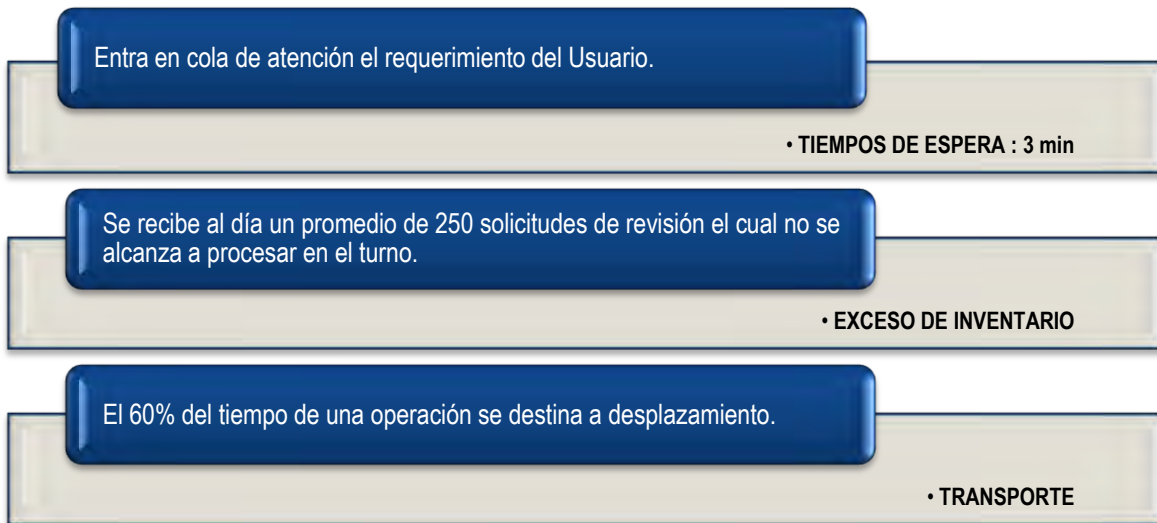 Entra en cola de atención el requerimiento del Usuario.
• TIEMPOS DE ESPERA : 3 min
Se recibe al día un promedio de 250 solicitudes de revisión el cual no se
alcanza a procesar en el turno.
• EXCESO DE INVENTARIO
El 60% del tiempo de una operación se destina a desplazamiento.
• TRANSPORTE